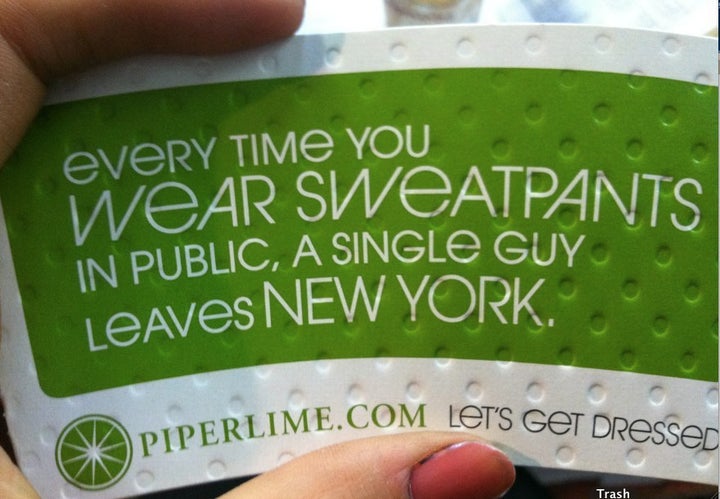 eVeRY TIMe YOU
WeAR SWeATPANTS
IN PUBLIC, A SINGLe GUY
LeAVes NEW YORK.
PIPERLIME.COM LeT'S GeT DReSSeD
Trash